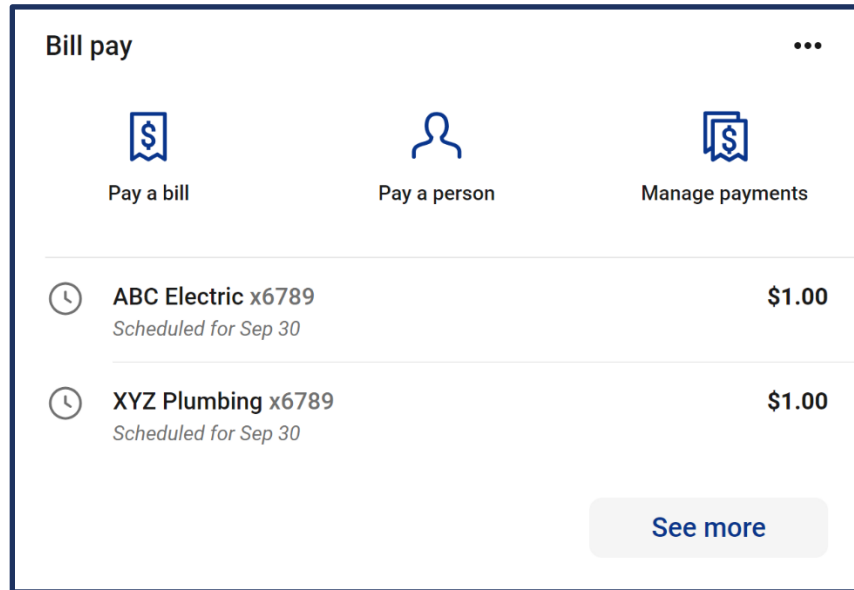 Bill pay
Pay a bill
Pay a person
Manage payments
ABC Electric x6789
$1.00
Scheduled for Sep 30
XYZ Plumbing x6789
$1.00
Scheduled for Sep 30
See more